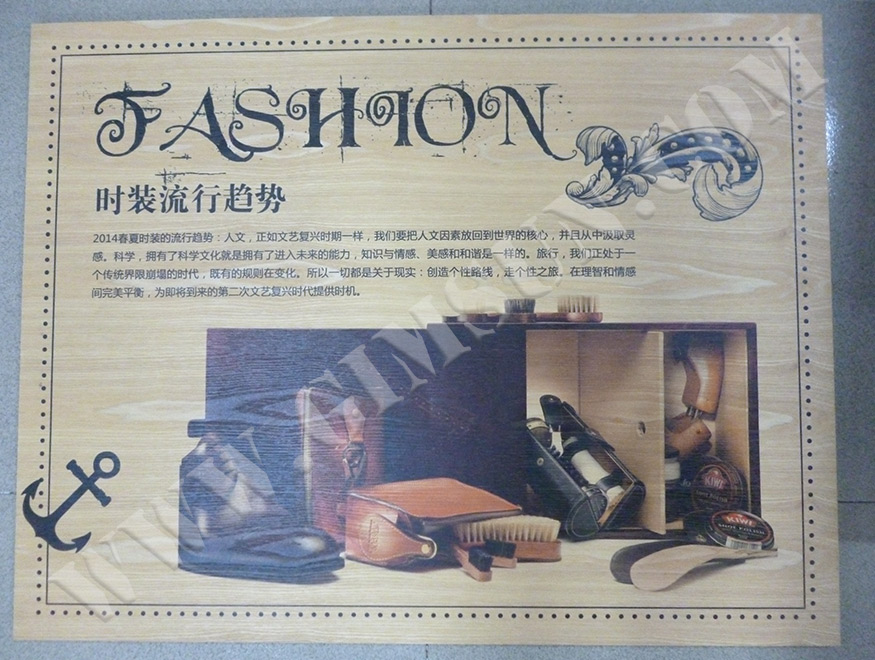 FASHION
时装流行趋势
2014春夏时装的流行趋势：人文，正如文艺复兴时期一样，我们要把人文因素放回到世界的核心，并且从中汲取灵
感。科学，拥有了科学文化就是拥有了进入未来的能力，知识与情感、美感和和谐是一样的。旅行，我们正处于一
个传统界限崩塌的时代，既有的规则在变化。所以一切都是关于现实：创造个性路线，走个性之旅。在理智和情感
间完美平衡，为即将到来的第二次文艺复兴时代提供时机。
KIWI
KIWI
WWW.GIMSUN.COM